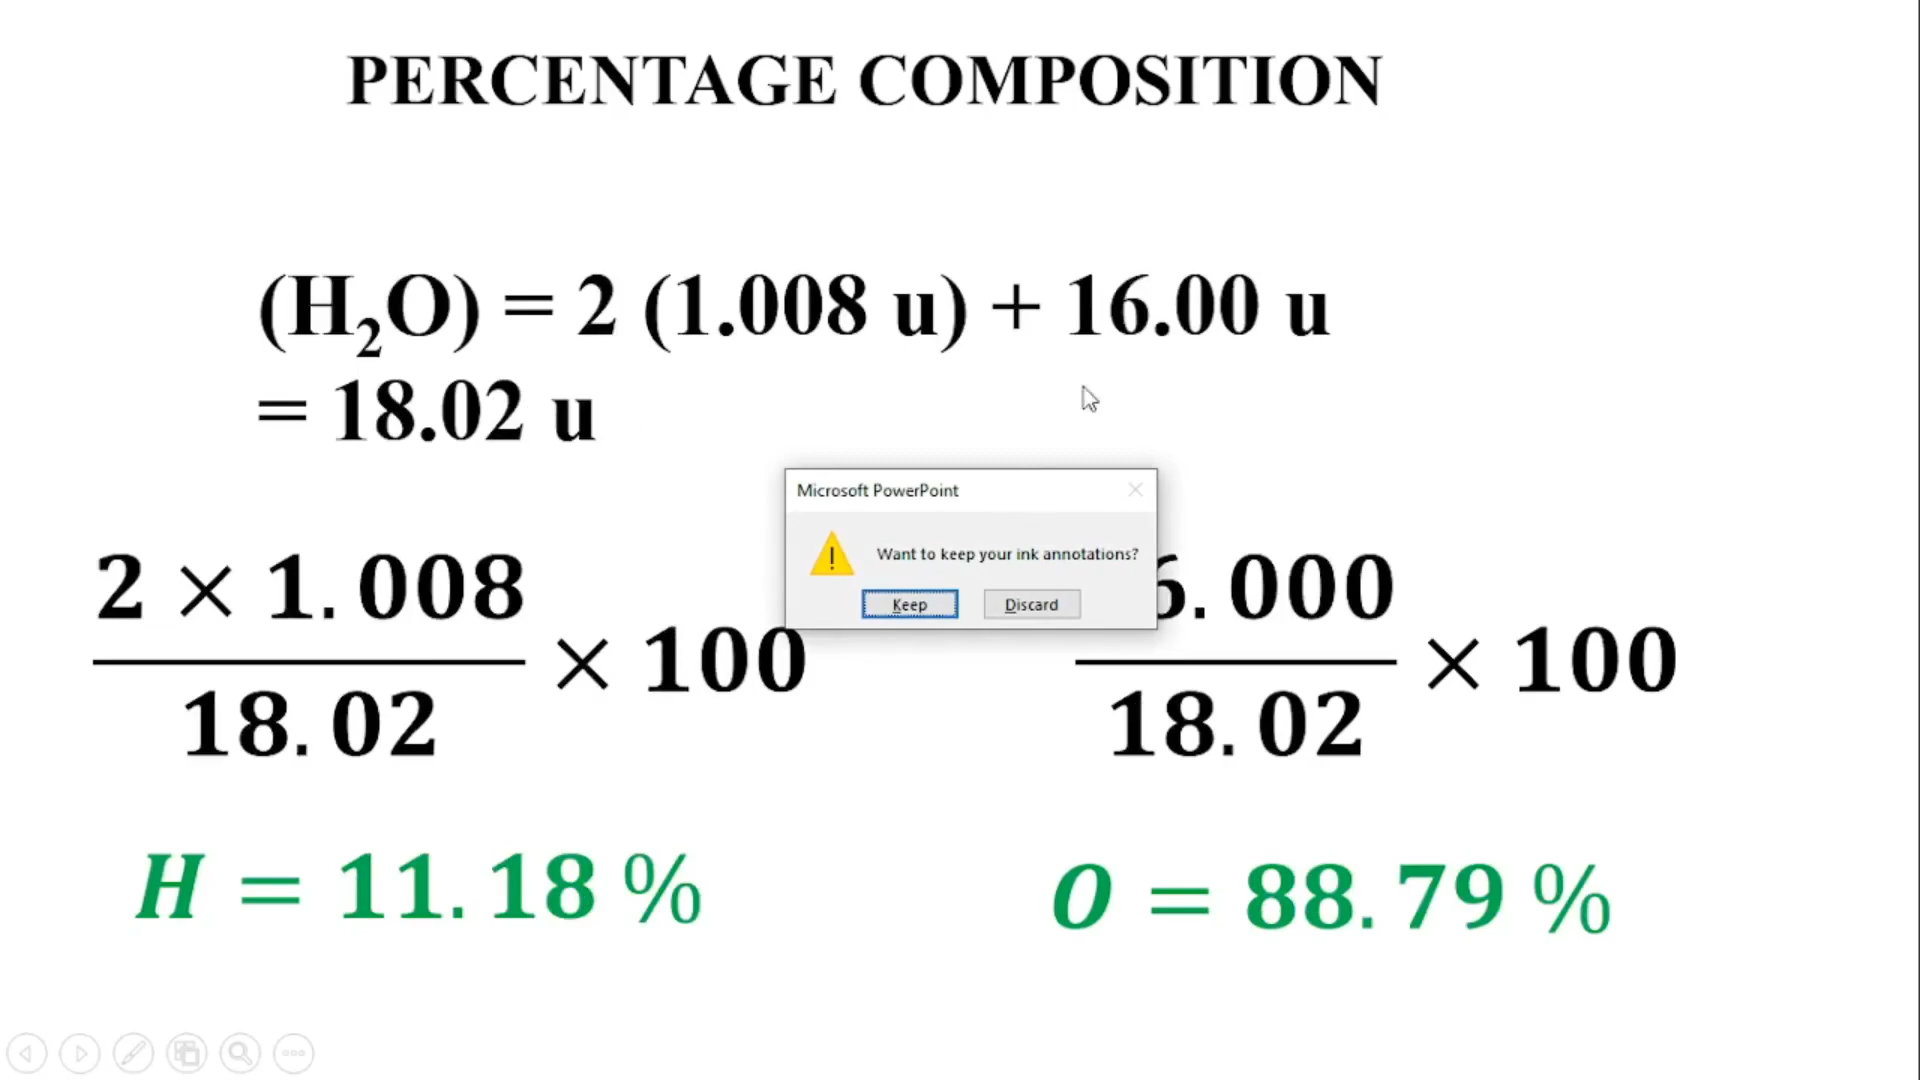 PERCENTAGE COMPOSITION
(H₂O) = 2 (1.008 u) + 16.00 u
= 18.02 u
Microsoft PowerPoint
Want to keep your ink annotations?
Keep Discard
2 × 1.008
18.02
× 100
6.000
18.02
× 100
H = 11.18 %
O = 88.79 %